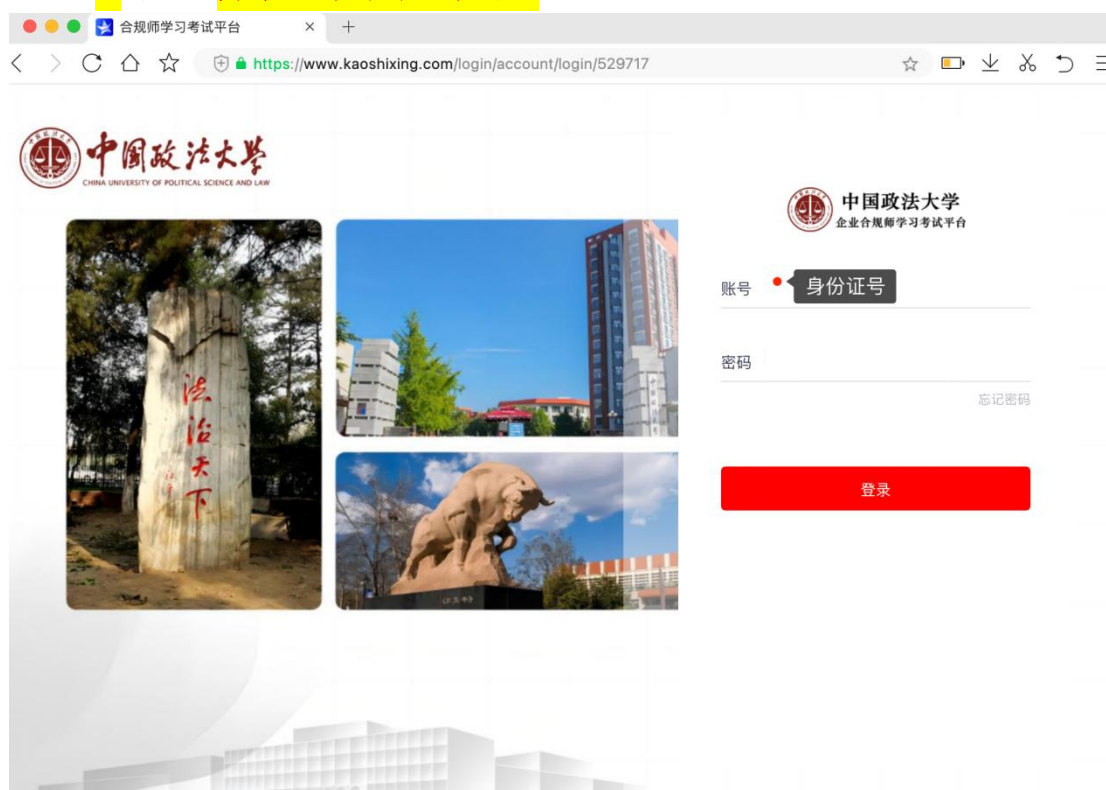 合规师学习考试平台
https://www.kaoshixing.com/login/account/login/529717
中国政法大学
CHINA UNIVERSITY OF POLITICAL SCIENCE AND LAW
中国政法大学
企业合规师学习考试平台
账号
身份证号
密码
忘记密码
登录
法治天下